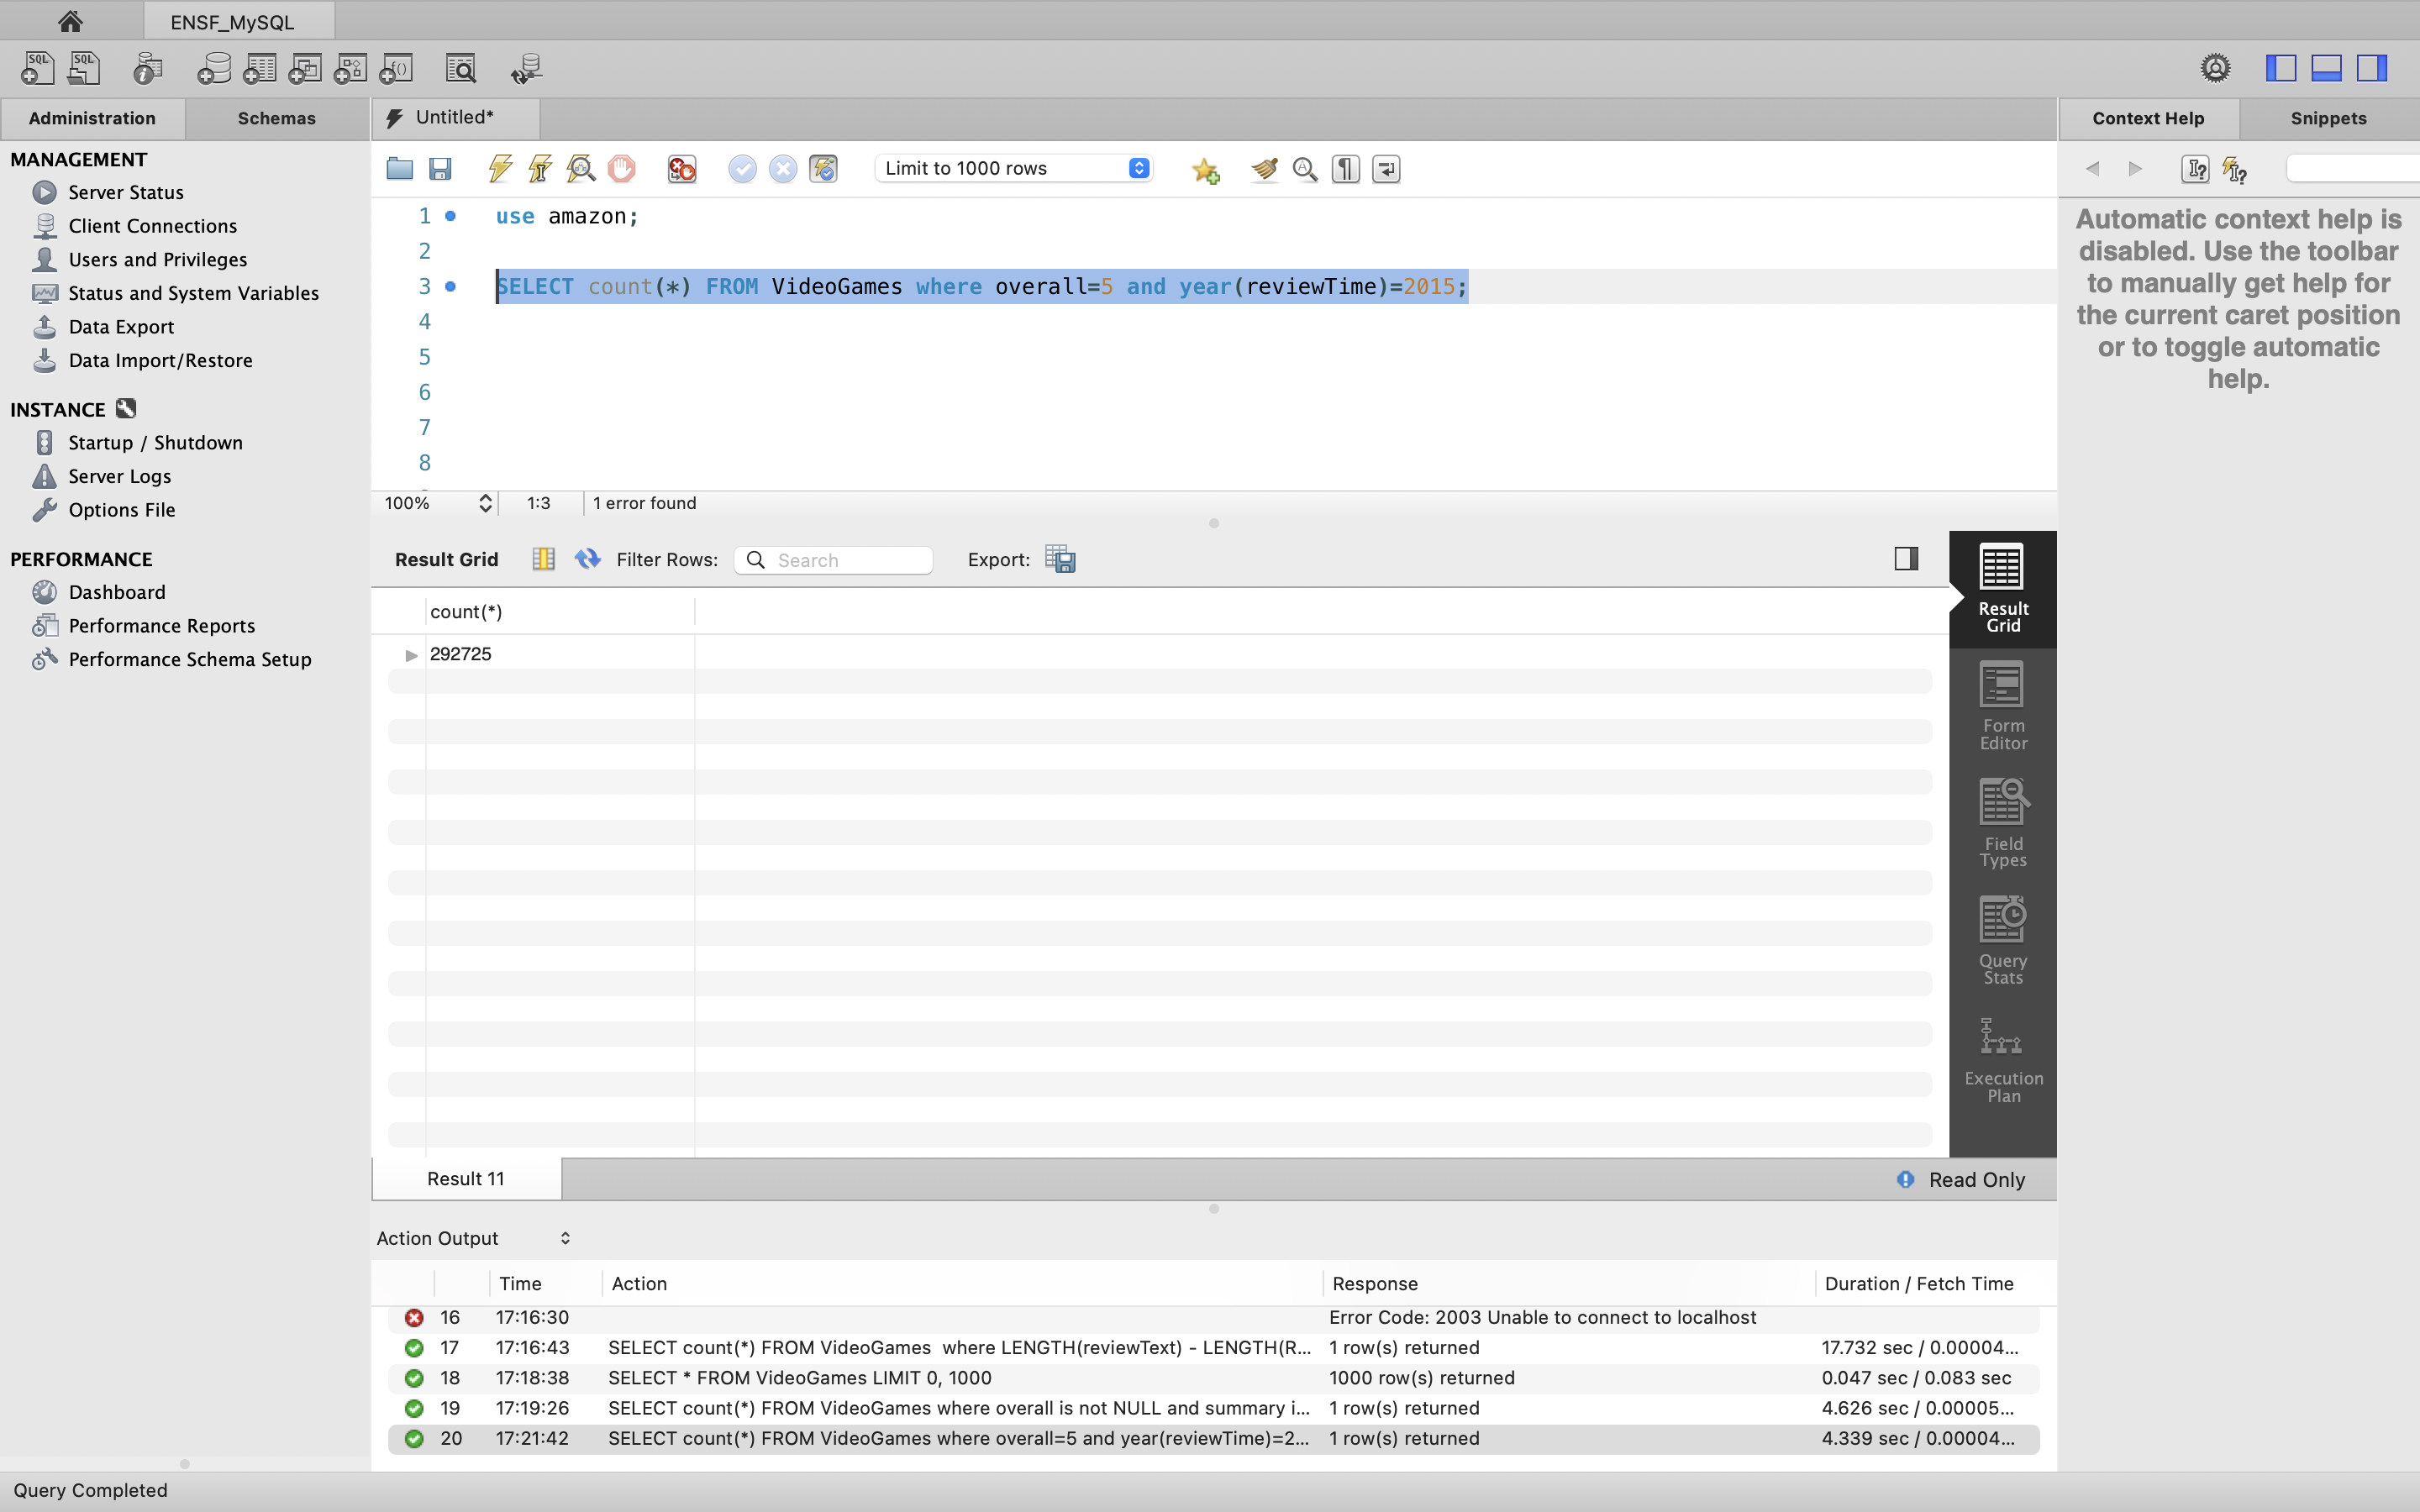 ENSF_MySQL
SQL SQL
Administration Schemas
Untitled*
Context Help Snippets
MANAGEMENT
Server Status
Client Connections
Users and Privileges
Status and System Variables
Data Export
Data Import/Restore
INSTANCE
Startup / Shutdown
Server Logs
Options File
PERFORMANCE
Dashboard
Performance Reports
Performance Schema Setup
Limit to 1000 rows
1 use amazon;
2
3 SELECT count(*) FROM VideoGames where overall=5 and year(reviewTime)=2015;
4
5
6
7
8
100% 1:3 1 error found
Automatic context help is
disabled. Use the toolbar
to manually get help for
the current caret position
or to toggle automatic
help.
Result Grid Filter Rows: Search Export:
count(*)
292725
Result
Grid
Form
Editor
Field
Types
Query
Stats
Execution
Plan
Result 11 Read Only
Action Output
Time Action Response Duration / Fetch Time
16 17:16:30 Error Code: 2003 Unable to connect to localhost
17 17:16:43 SELECT count(*) FROM VideoGames  where LENGTH(reviewText) - LENGTH(R... 1 row(s) returned 17.732 sec / 0.00004...
18 17:18:38 SELECT * FROM VideoGames LIMIT 0, 1000 1000 row(s) returned 0.047 sec / 0.083 sec
19 17:19:26 SELECT count(*) FROM VideoGames where overall is not NULL and summary i... 1 row(s) returned 4.626 sec / 0.00005...
20 17:21:42 SELECT count(*) FROM VideoGames where overall=5 and year(reviewTime)=2... 1 row(s) returned 4.339 sec / 0.00004...
Query Completed